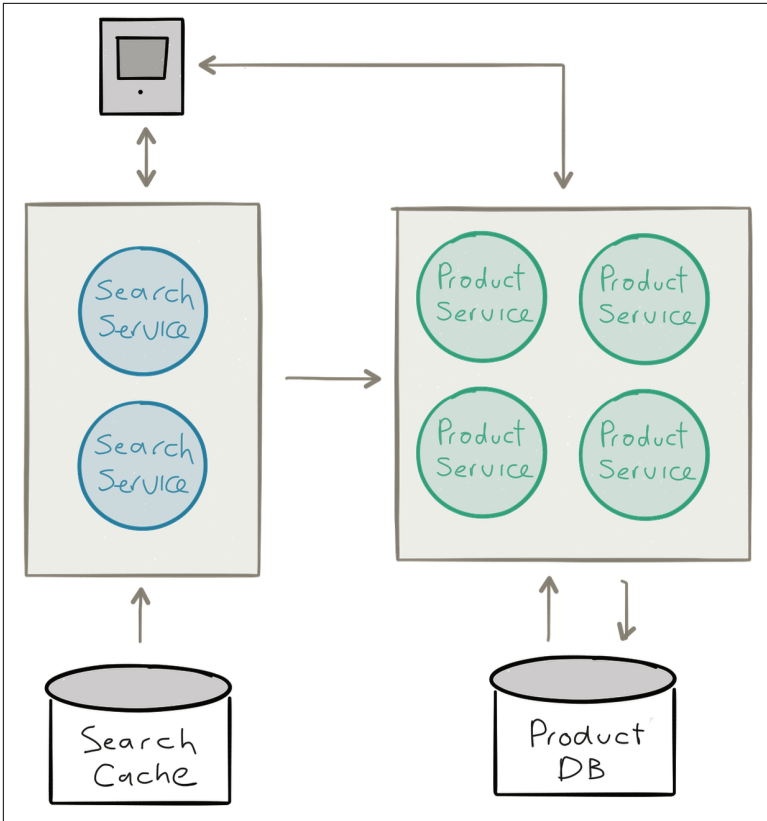 Search
Service
Search
Service
Product
Service
Product
Service
Product
Service
Product
Service
Search
Cache
Product
DB